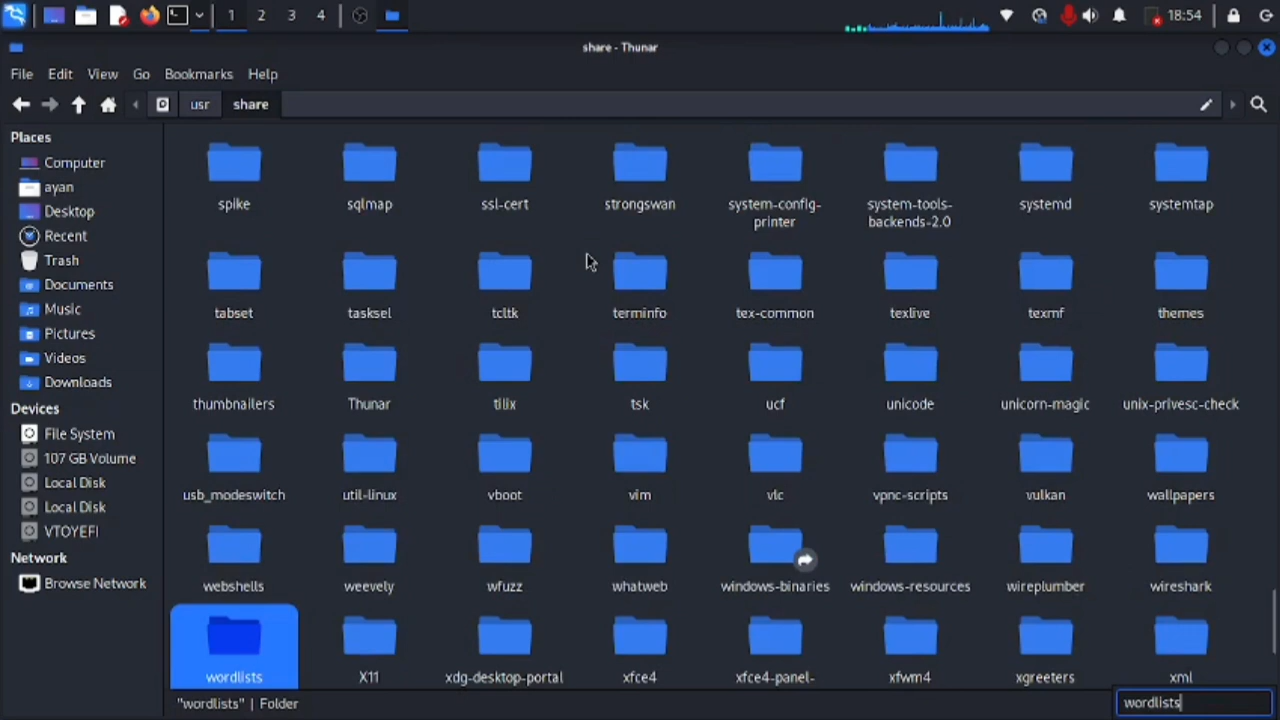 1 2 3 4 18:54
share - Thunar
File Edit View Go Bookmarks Help
usr share
Places
Computer
ayan
Desktop
Recent
Trash
Documents
Music
Pictures
Videos
Downloads
Devices
File System
107 GB Volume
Local Disk
Local Disk
VTOYEFI
Network
Browse Network
spike sqlmap ssl-cert strongswan system-config-printer system-tools-backends-2.0 systemd systemtap
tabset tasksel tcltk terminfo tex-common texlive texmf themes
thumbnailers Thunar tilix tsk ucf unicode unicorn-magic unix-privesc-check
usb_modeswitch util-linux vboot vim vlc vpnc-scripts vulkan wallpapers
webshells weevely wfuzz whatweb windows-binaries windows-resources wireplumber wireshark
wordlists X11 xdg-desktop-portal xfce4 xfce4-panel- xfwm4 xgreeters xml
"wordlists" | Folder
wordlists